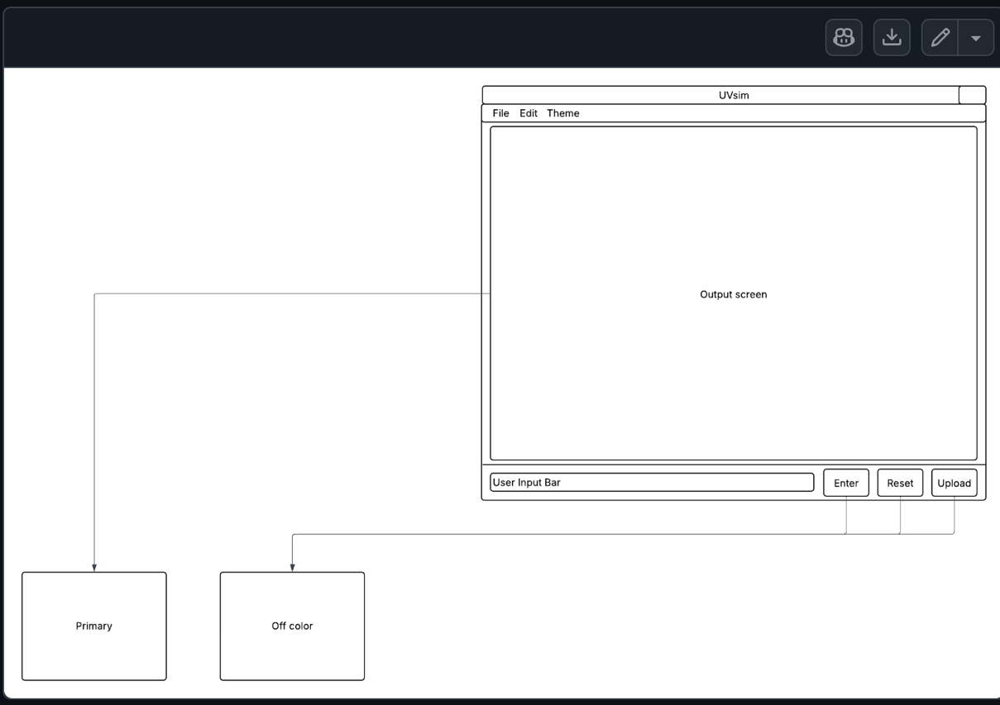 UVsim
File Edit Theme
Output screen
User Input Bar
Enter
Reset
Upload
Primary
Off color